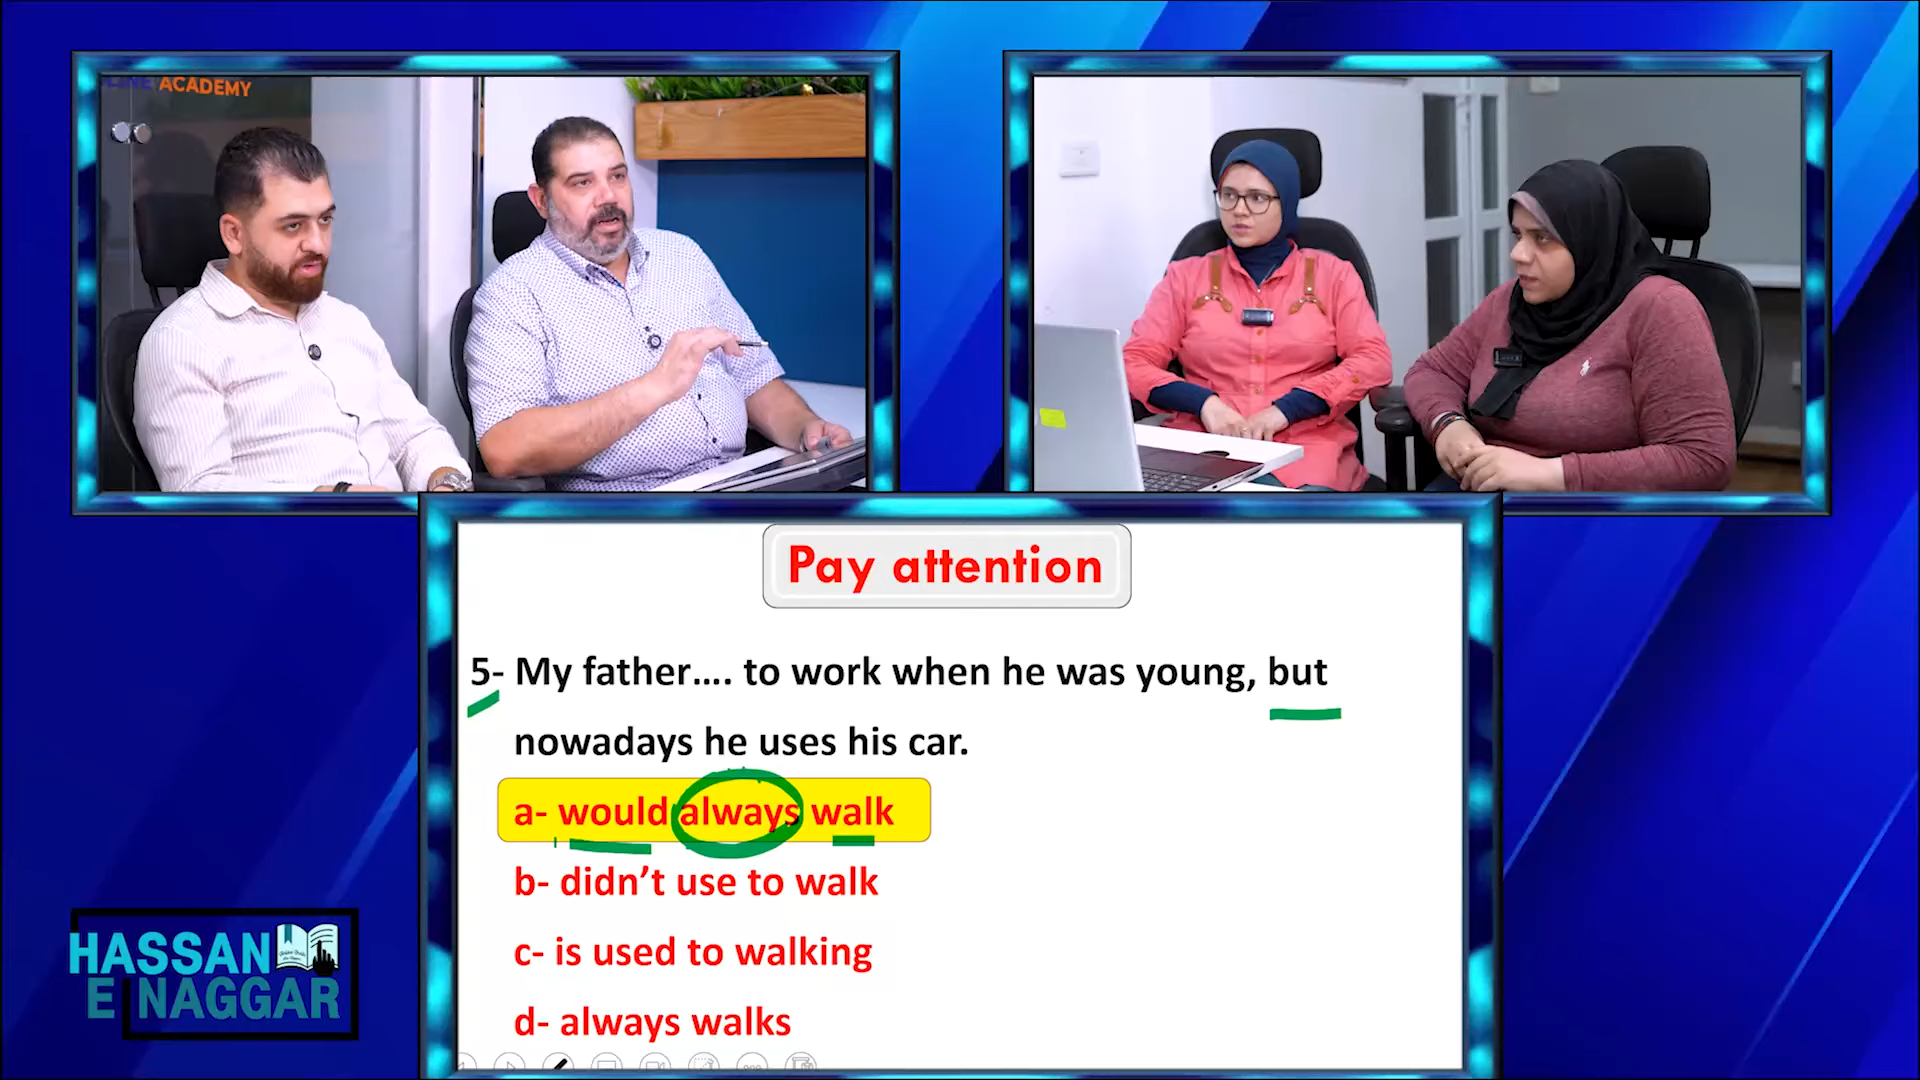 ACADEMY
Pay attention
5- My father.... to work when he was young, but
nowadays he uses his car.
a- would always walk
b- didn't use to walk
c- is used to walking
d- always walks
HASSAN
E NAGGAR